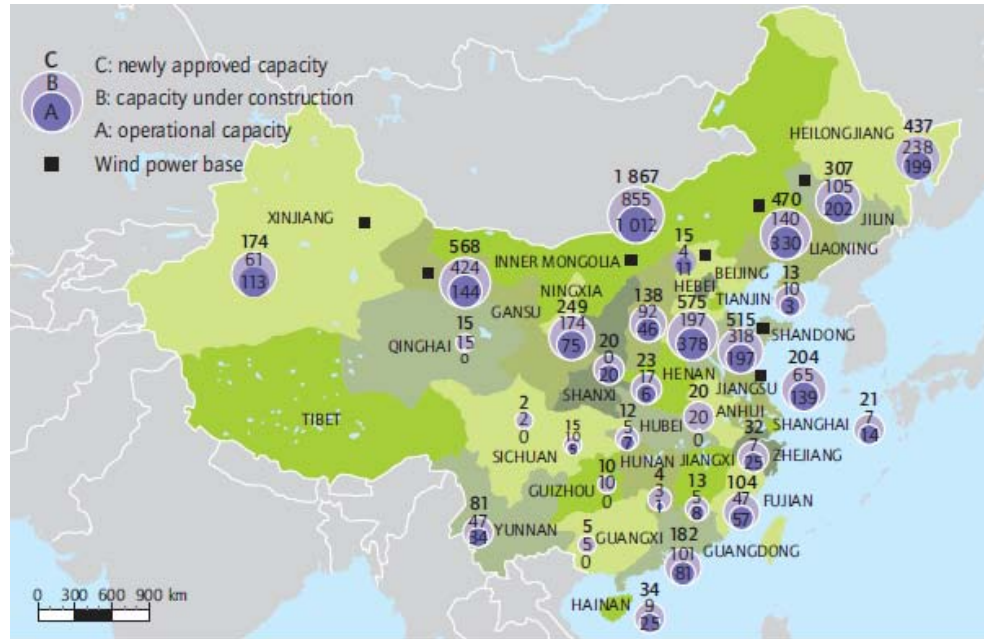 C
B
A
C: newly approved capacity
B: capacity under construction
A: operational capacity
Wind power base
HEILONGJIANG
437
238
199
307
105
202
JILIN
1 867
855
1 012
470
140
330
LIAONING
XINJIANG
174
61
113
568
424
144
INNER MONGOLIA
15
4
11
BEIJING
HEBEI
TIANJIN
13
10
3
NINGXIA
GANSU
249
174
75
138
92
46
575
197
378
515
318
197
SHANDONG
QINGHAI
15
15
0
20
0
20
SHANXI
23
17
6
HENAN
JIANGSU
204
65
139
TIBET
2
2
0
SICHUAN
15
10
5
12
5
7
HUBEI
20
20
0
ANHUI
SHANGHAI
21
7
14
32
7
25
ZHEJIANG
HUNAN
JIANGXI
GUIZHOU
10
10
0
4
3
1
13
5
8
104
47
57
FUJIAN
81
47
34
YUNNAN
5
5
0
GUANGXI
182
101
81
GUANGDONG
HAINAN
34
9
25
0 300 600 900 km